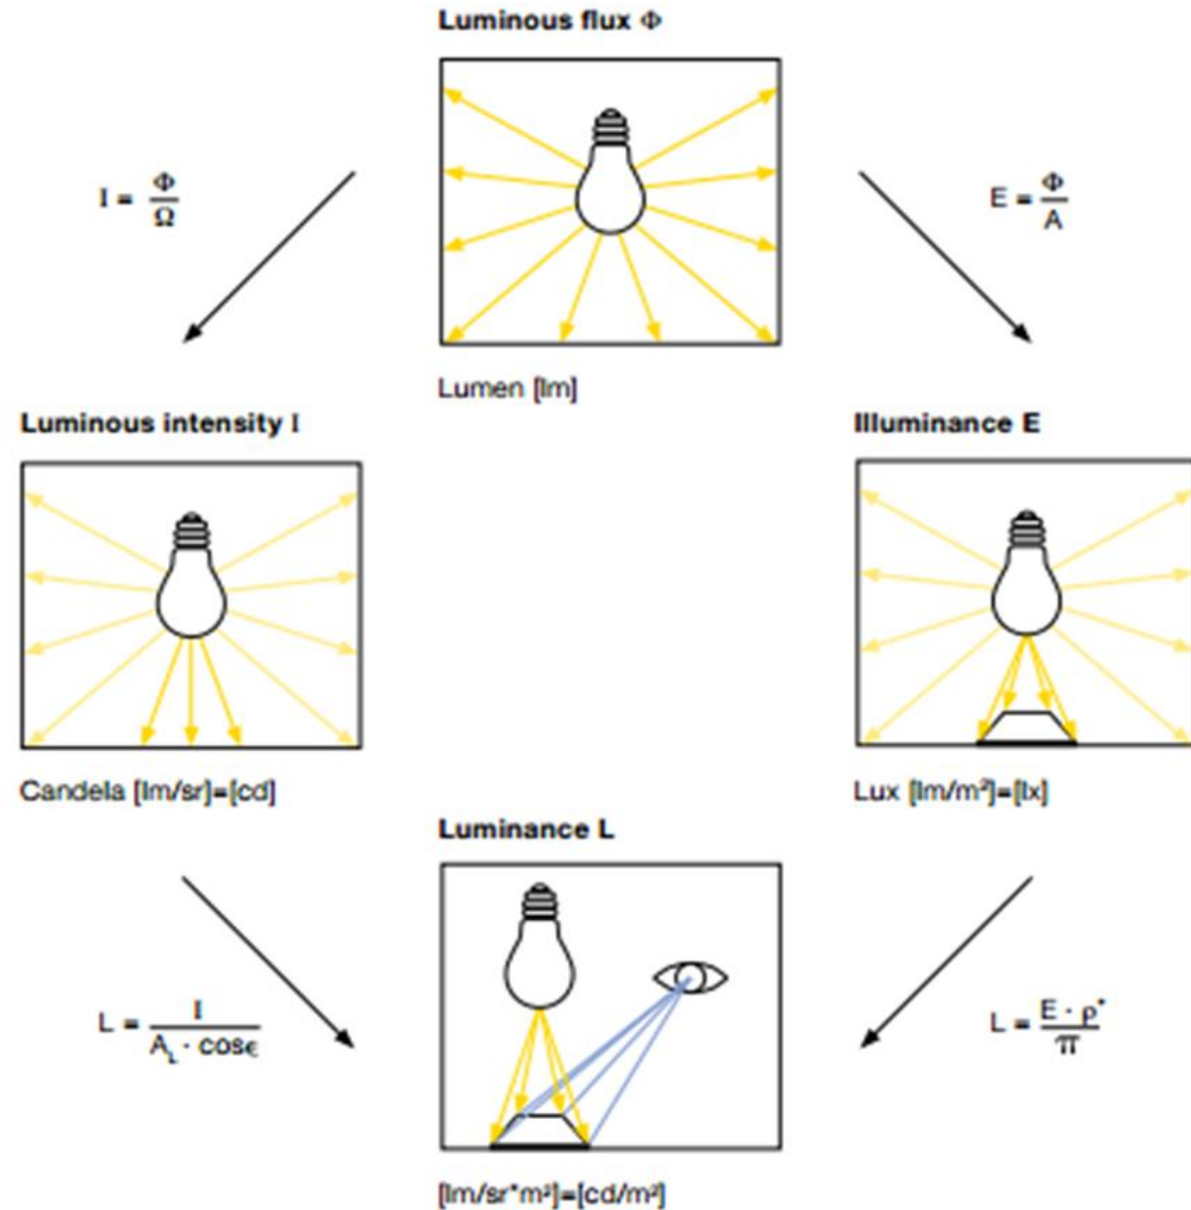 Luminous flux Φ
I = Φ/Ω
E = Φ/A
Lumen [lm]
Luminous intensity I
Illuminance E
Candela [lm/sr]=[cd]
Lux [lm/m²]=[lx]
Luminance L
L = I / (A_L · cosϵ)
L = E · ρ* / π
[lm/sr*m²]=[cd/m²]